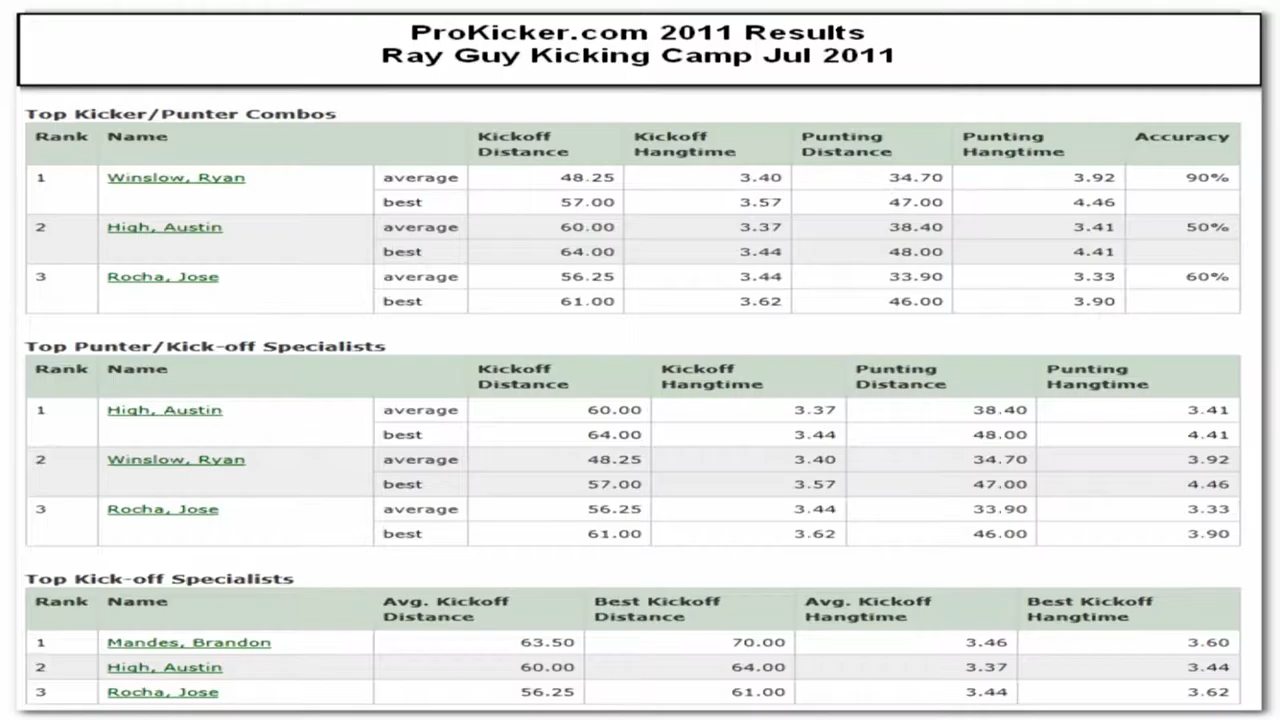 ProKicker.com 2011 Results
Ray Guy Kicking Camp Jul 2011
Top Kicker/Punter Combos
Rank Name Kickoff Distance Kickoff Hangtime Punting Distance Punting Hangtime Accuracy
1 Winslow, Ryan average 48.25 3.40 34.70 3.92 90%
best 57.00 3.57 47.00 4.46
2 High, Austin average 60.00 3.37 38.40 3.41 50%
best 64.00 3.44 48.00 4.41
3 Rocha, Jose average 56.25 3.44 33.90 3.33 60%
best 61.00 3.62 46.00 3.90
Top Punter/Kick-off Specialists
Rank Name Kickoff Distance Kickoff Hangtime Punting Distance Punting Hangtime
1 High, Austin average 60.00 3.37 38.40 3.41
best 64.00 3.44 48.00 4.41
2 Winslow, Ryan average 48.25 3.40 34.70 3.92
best 57.00 3.57 47.00 4.46
3 Rocha, Jose average 56.25 3.44 33.90 3.33
best 61.00 3.62 46.00 3.90
Top Kick-off Specialists
Rank Name Avg. Kickoff Distance Best Kickoff Distance Avg. Kickoff Hangtime Best Kickoff Hangtime
1 Mandes, Brandon 63.50 70.00 3.46 3.60
2 High, Austin 60.00 64.00 3.37 3.44
3 Rocha, Jose 56.25 61.00 3.44 3.62